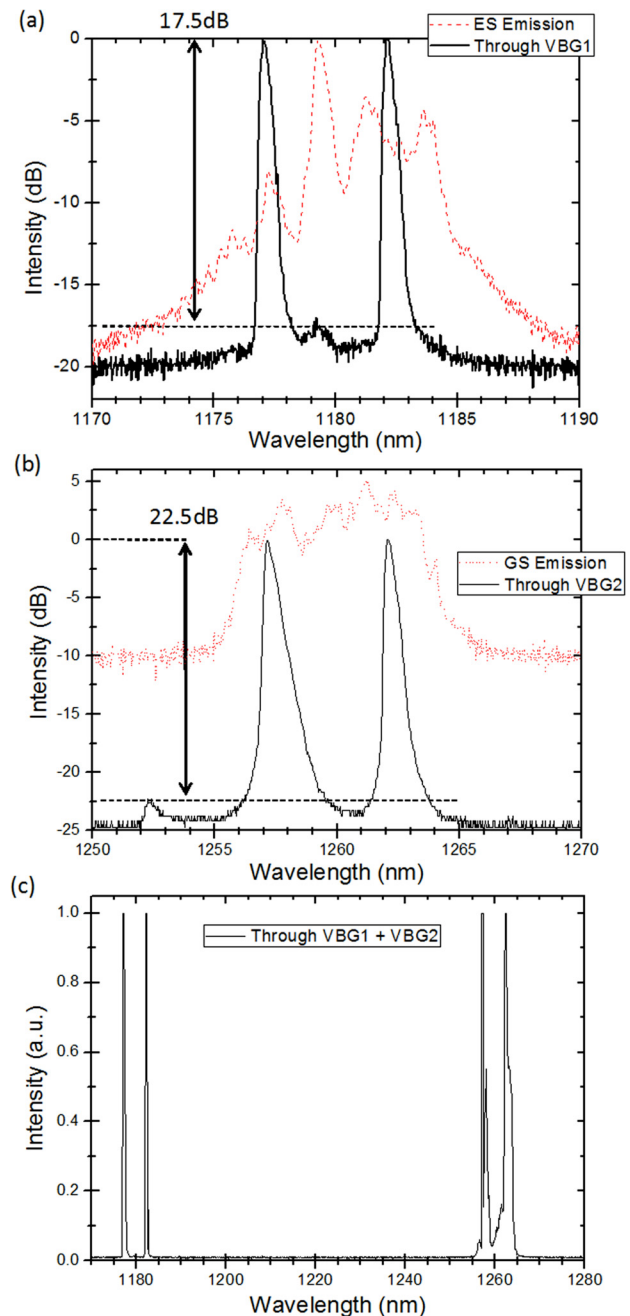 (a)
17.5dB
ES Emission
Through VBG1
0
-5
-10
-15
-20
Intensity (dB)
1170 1175 1180 1185 1190
Wavelength (nm)
(b)
22.5dB
GS Emission
Through VBG2
5
0
-5
-10
-15
-20
-25
Intensity (dB)
1250 1255 1260 1265 1270
Wavelength (nm)
(c)
Through VBG1 + VBG2
1.0
0.8
0.6
0.4
0.2
0.0
Intensity (a.u.)
1180 1200 1220 1240 1260 1280
Wavelength (nm)